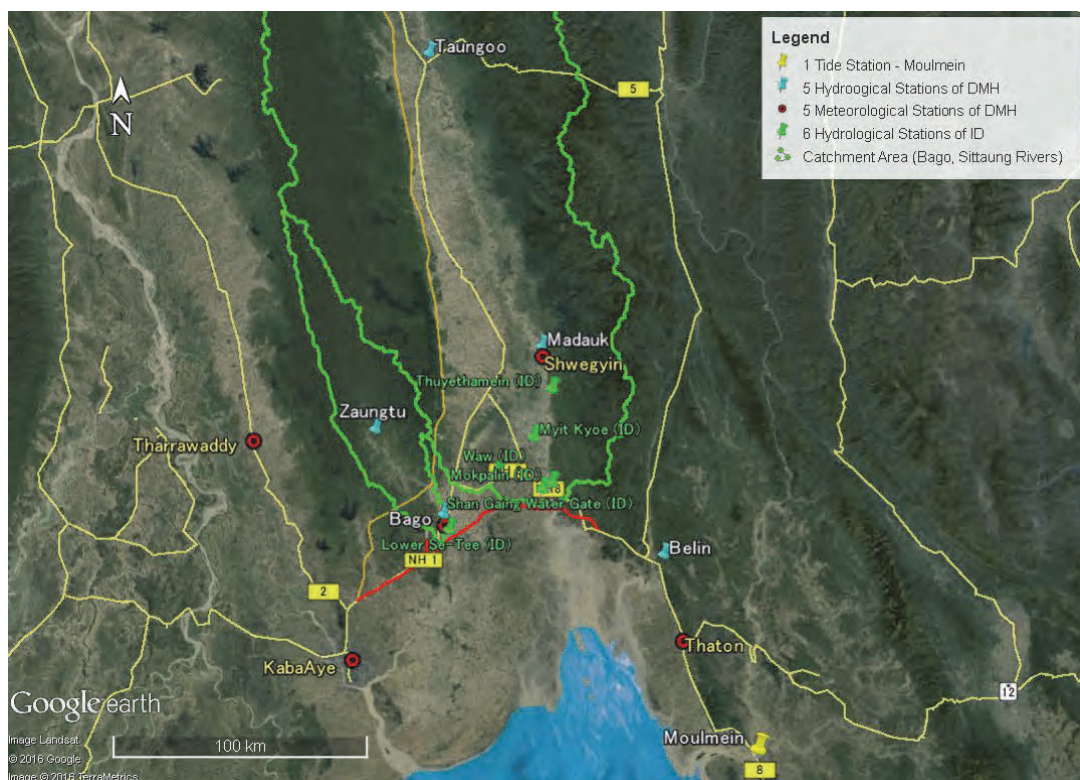 Legend
1 Tide Station - Moulmein
5 Hydroogical Stations of DMH
5 Meteorological Stations of DMH
6 Hydrological Stations of ID
Catchment Area (Bago, Sittaung Rivers)
Taungoo
5
N
Madauk
Shwegyin
Thuyethamein (ID)
Zaungtu
Myit Kyoe (ID)
Tharrawaddy
Waw (ID)
Mokpalin (ID)
Shan Gaing Water Gate (ID)
Bago
Lower Se-Tee (ID)
NH 1
Belin
2
KabaAye
Thaton
12
Google earth
Moulmein
100 km
8
Image Landsat
© 2016 Google
Image © 2016 TerraMetrics